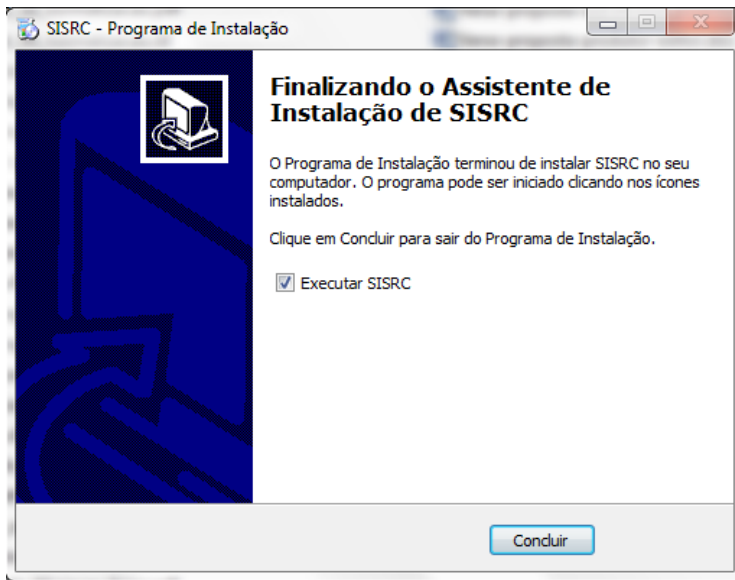 SISRC - Programa de Instalação
Finalizando o Assistente de
Instalação de SISRC
O Programa de Instalação terminou de instalar SISRC no seu
computador. O programa pode ser iniciado clicando nos ícones
instalados.
Clique em Concluir para sair do Programa de Instalação.
Executar SISRC
Concluir